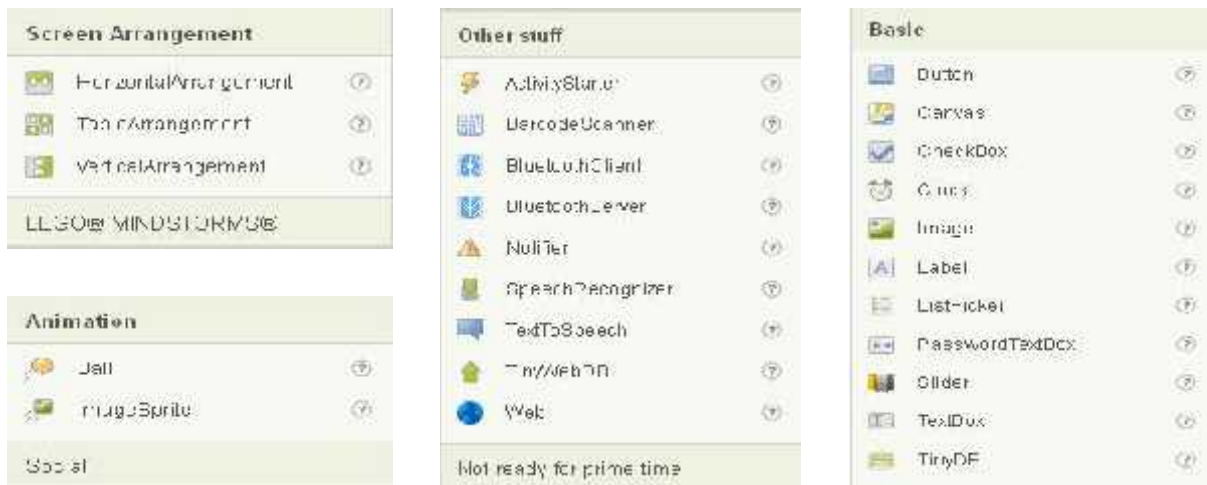 Screen Arrangement
HorizontalArrangement
TableArrangement
VerticalArrangement
LEGO® MINDSTORMS®
Animation
Ball
ImageSprite
Social
Other stuff
ActivityStarter
BarcodeScanner
BluetoothClient
BluetoothServer
Notifier
SpeechRecognizer
TextToSpeech
TinyWebDB
Web
Not ready for prime time
Basic
Button
Canvas
CheckBox
Clock
Image
Label
ListPicker
PasswordTextBox
Slider
TextBox
TinyDB